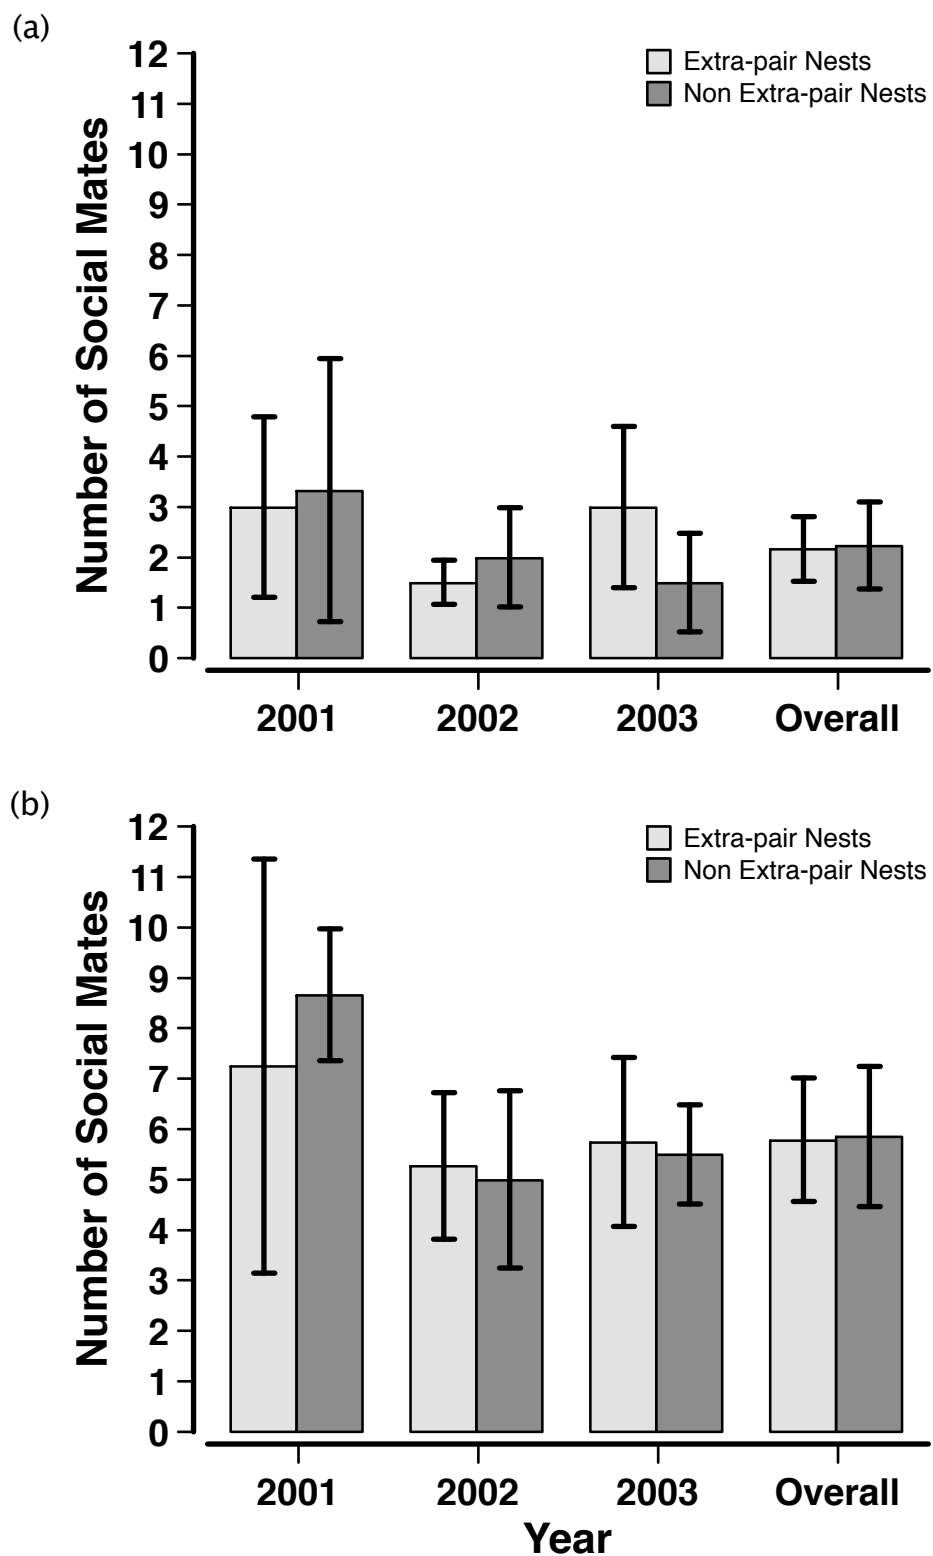 (a)
Extra-pair Nests
Non Extra-pair Nests
Number of Social Mates
12
11
10
9
8
7
6
5
4
3
2
1
0
2001 2002 2003 Overall
(b)
Extra-pair Nests
Non Extra-pair Nests
Number of Social Mates
12
11
10
9
8
7
6
5
4
3
2
1
0
2001 2002 2003 Overall
Year